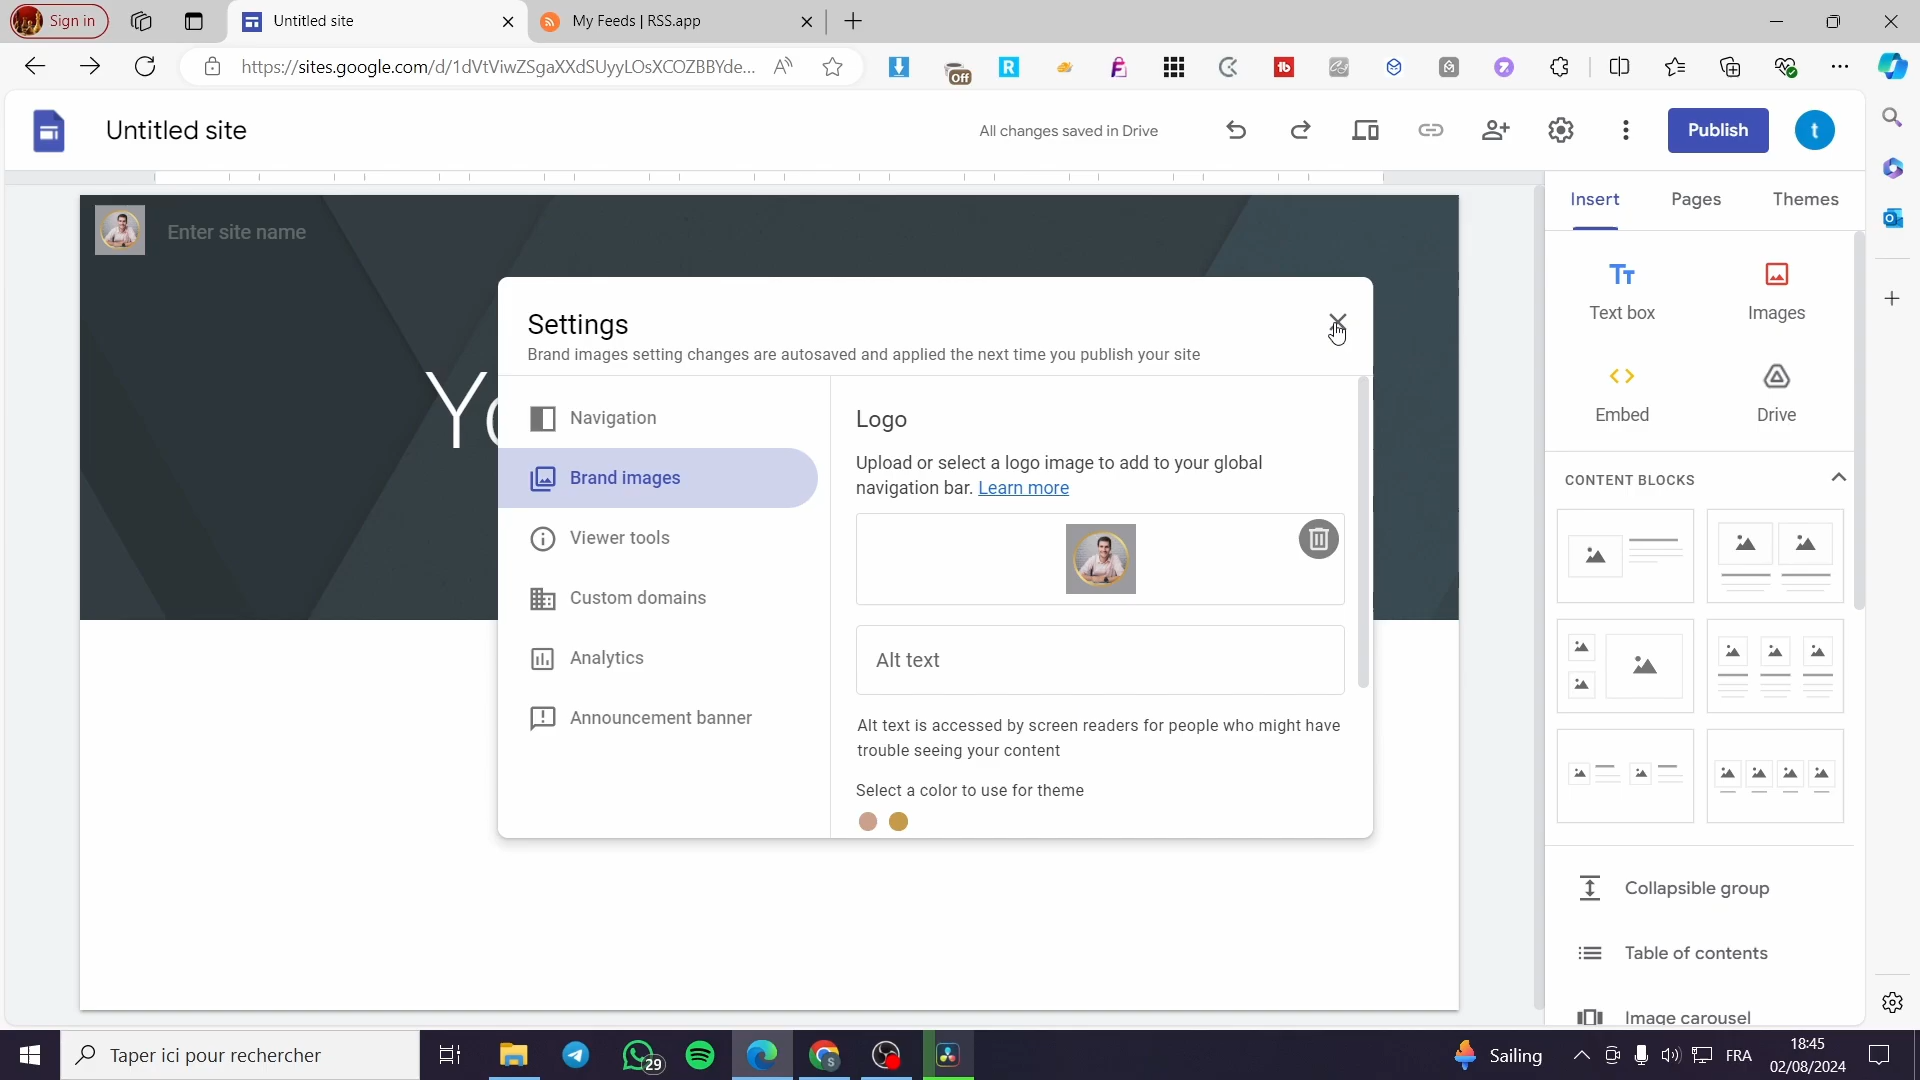 Sign in
Untitled site
My Feeds | RSS.app
https://sites.google.com/d/1dVtViwZSgaXXdSUyyLOsXCOZBBYde...
Off
Untitled site
All changes saved in Drive
Publish
t
Insert
Pages
Themes
Enter site name
Yo
Text box
Images
Embed
Drive
CONTENT BLOCKS
Collapsible group
Table of contents
Image carousel
Settings
Brand images setting changes are autosaved and applied the next time you publish your site
Navigation
Brand images
Viewer tools
Custom domains
Analytics
Announcement banner
Logo
Upload or select a logo image to add to your global
navigation bar. Learn more
Alt text
Alt text is accessed by screen readers for people who might have
trouble seeing your content
Select a color to use for theme
Taper ici pour rechercher
29
Sailing
FRA
18:45
02/08/2024